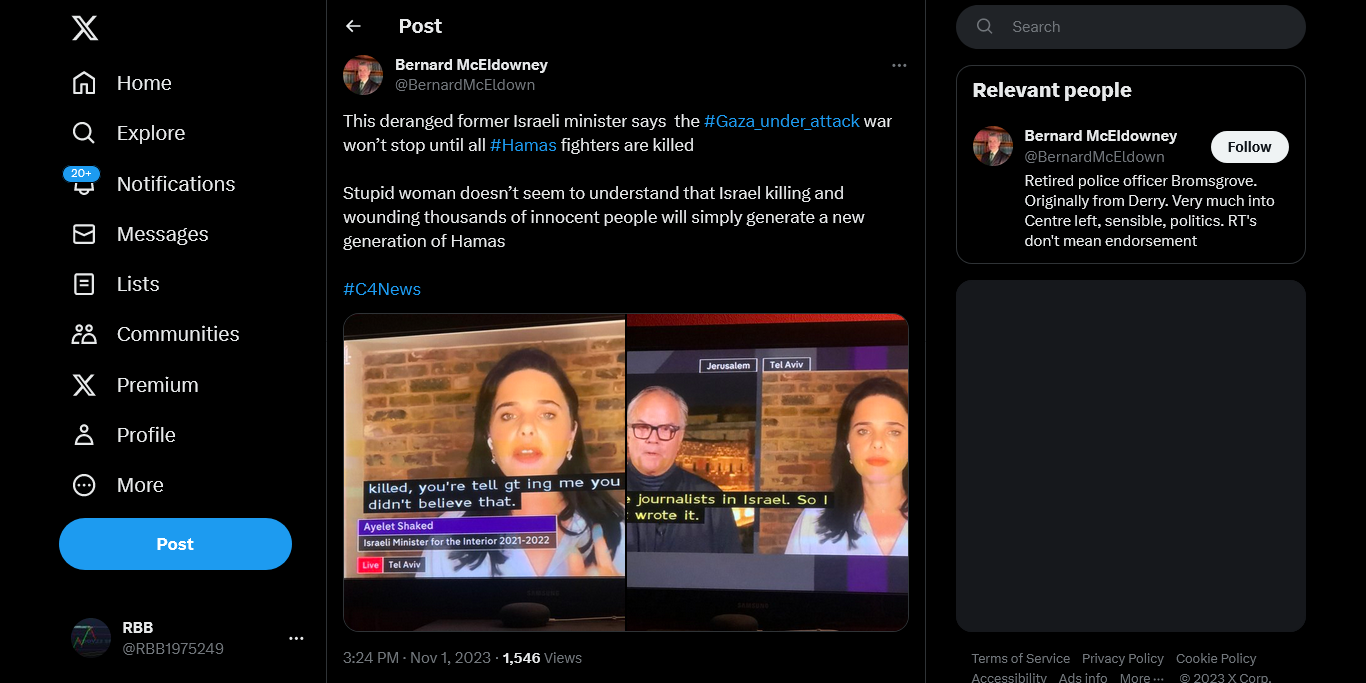 Home
Explore
20+
Notifications
Messages
Lists
Communities
Premium
Profile
More
Post
RBB
@RBB1975249
Post
Bernard McEldowney
@BernardMcEldown
This deranged former Israeli minister says the #Gaza_under_attack war
won’t stop until all #Hamas fighters are killed
Stupid woman doesn’t seem to understand that Israel killing and
wounding thousands of innocent people will simply generate a new
generation of Hamas
#C4News
killed, you're tell gt ing me you
didn't believe that.
Ayelet Shaked
Israeli Minister for the Interior 2021-2022
Live Tel Aviv
Jerusalem
Tel Aviv
journalists in Israel. So I
wrote it.
SAMSUNG
3:24 PM · Nov 1, 2023 · 1,546 Views
Search
Relevant people
Bernard McEldowney
@BernardMcEldown
Follow
Retired police officer Bromsgrove.
Originally from Derry. Very much into
Centre left, sensible, politics. RT's
don't mean endorsement
Terms of Service Privacy Policy Cookie Policy
Accessibility Ads info More ··· © 2023 X Corp.